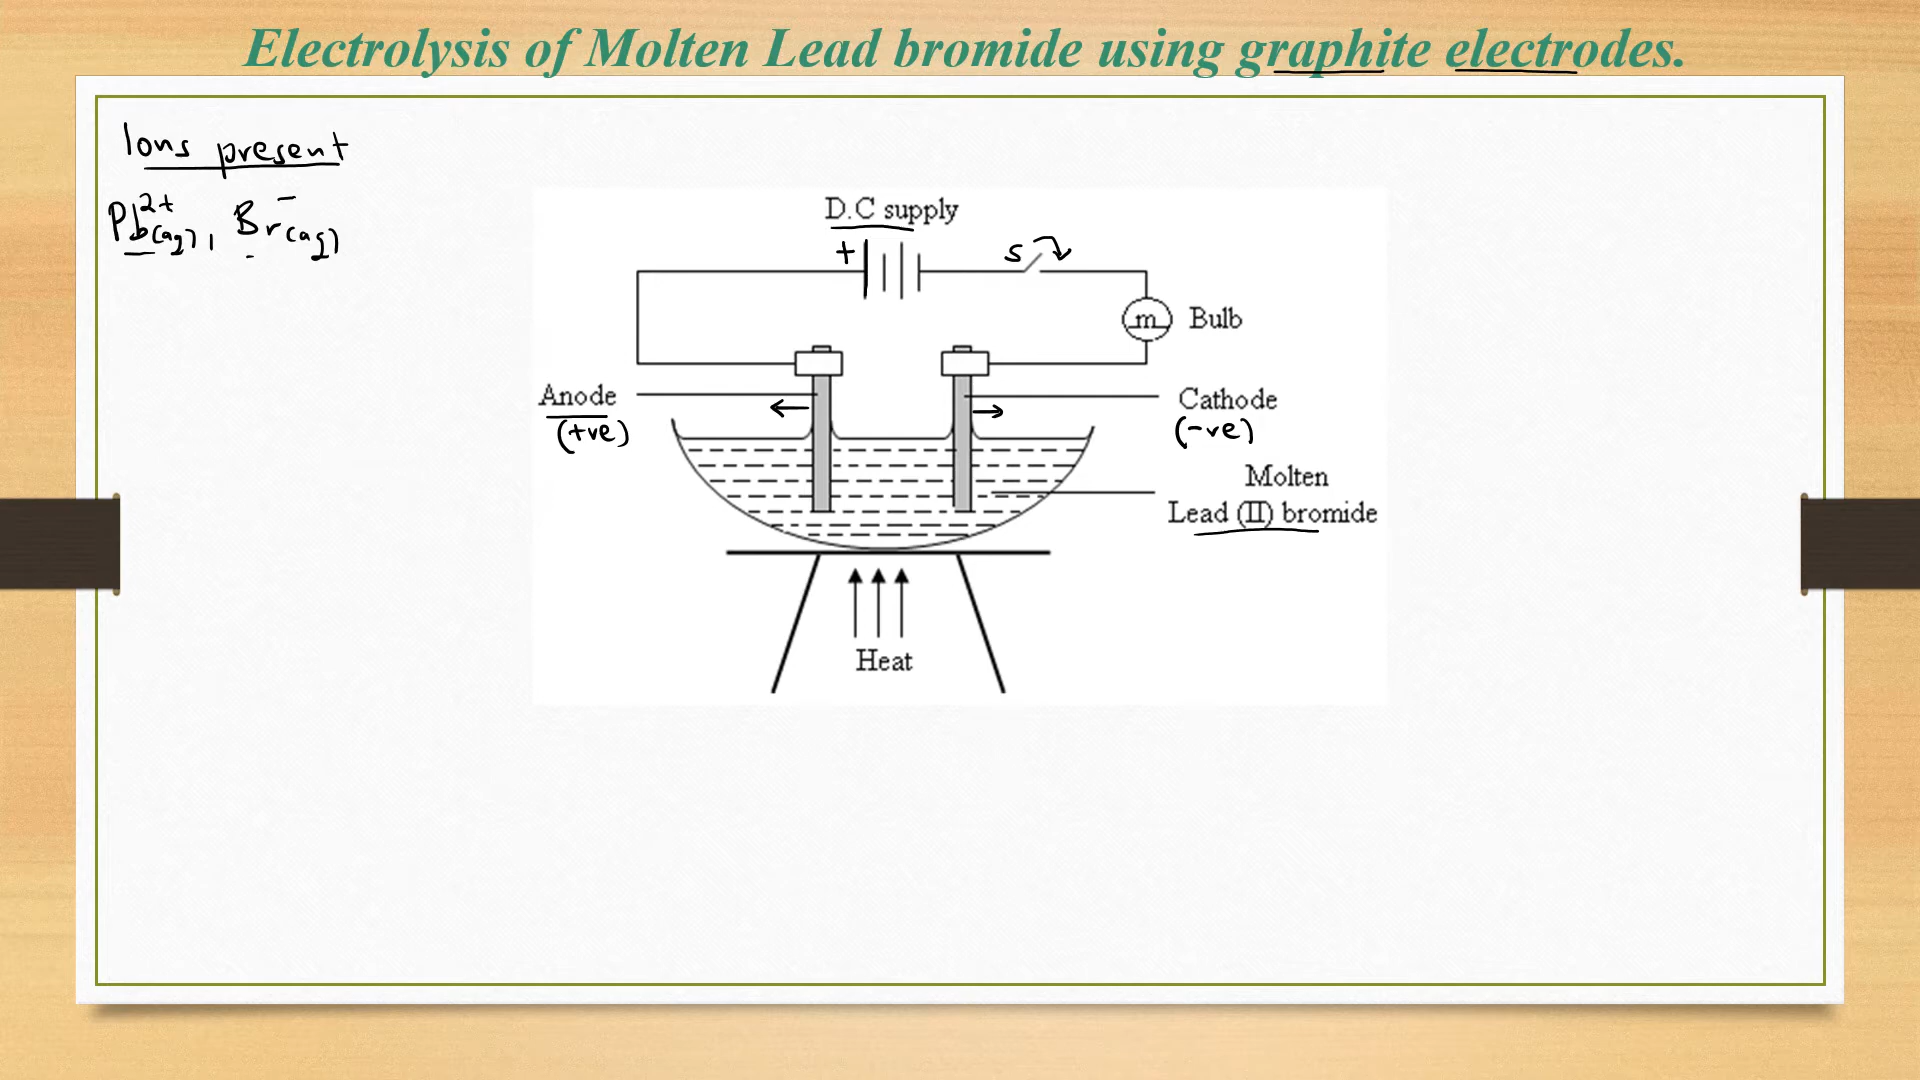 Electrolysis of Molten Lead bromide using graphite electrodes.
Ions present
Pb²⁺(aq), Br⁻(aq)
D.C supply
+
S
m
Bulb
Anode
(+ve)
Cathode
(-ve)
Molten
Lead (II) bromide
Heat